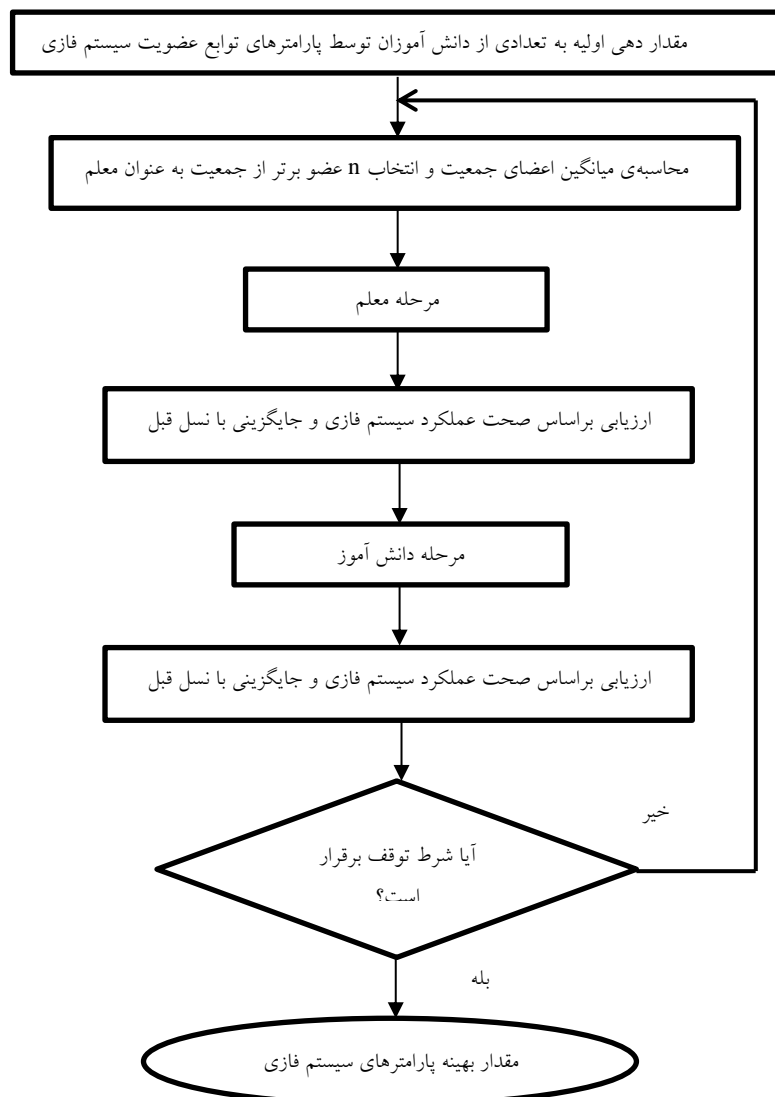 مقدار دهی اولیه به تعدادی از دانش آموزان توسط پارامترهای توابع عضویت سیستم فازی
محاسبه‌ی میانگین اعضای جمعیت و انتخاب n عضو برتر از جمعیت به عنوان معلم
مرحله معلم
ارزیابی براساس صحت عملکرد سیستم فازی و جایگزینی با نسل قبل
مرحله دانش آموز
ارزیابی براساس صحت عملکرد سیستم فازی و جایگزینی با نسل قبل
خیر
آیا شرط توقف برقرار
است؟
بله
مقدار بهینه پارامترهای سیستم فازی